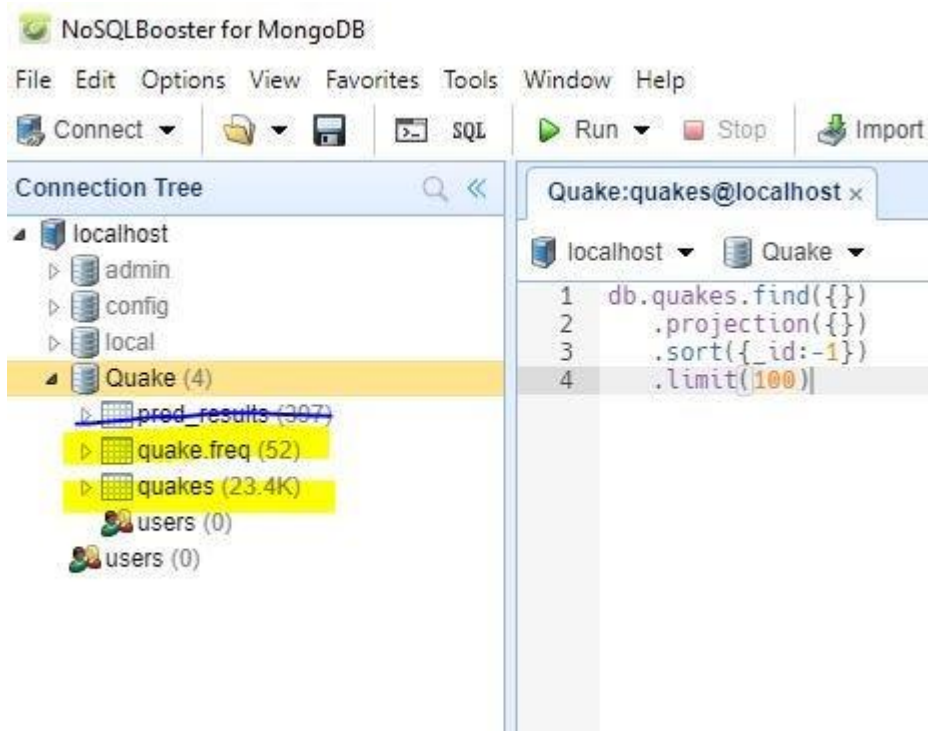 NoSQLBooster for MongoDB
File Edit Options View Favorites Tools Window Help
Connect SQL Run Stop Import
Connection Tree
Quake:quakes@localhost ×
localhost
admin
config
local
Quake (4)
pred_results (397)
quake.freq (52)
quakes (23.4K)
users (0)
users (0)
localhost Quake
1 db.quakes.find({})
2 .projection({})
3 .sort({_id:-1})
4 .limit(100)